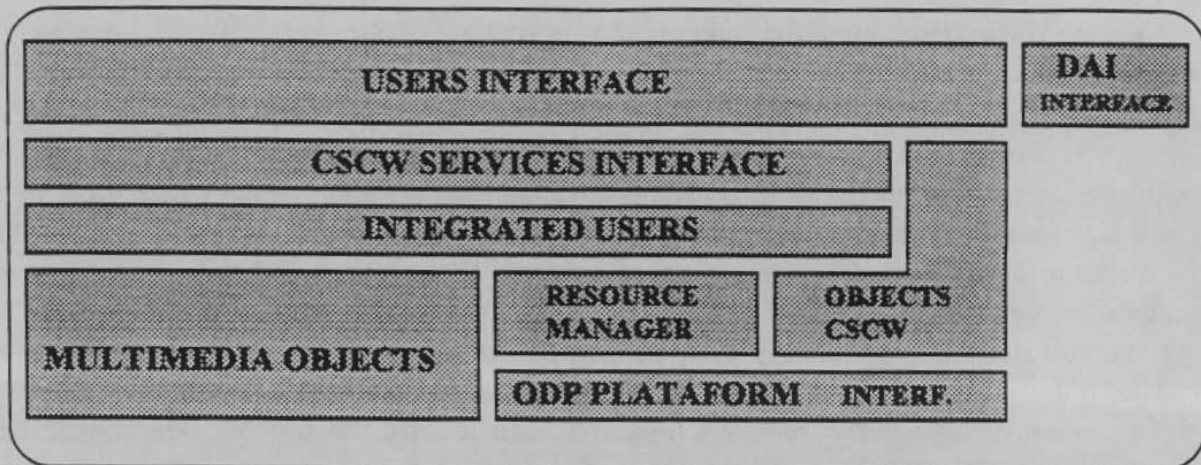 USERS INTERFACE
DAI
INTERFACE
CSCW SERVICES INTERFACE
INTEGRATED USERS
RESOURCE
MANAGER
OBJECTS
CSCW
MULTIMEDIA OBJECTS
ODP PLATAFORM INTERF.